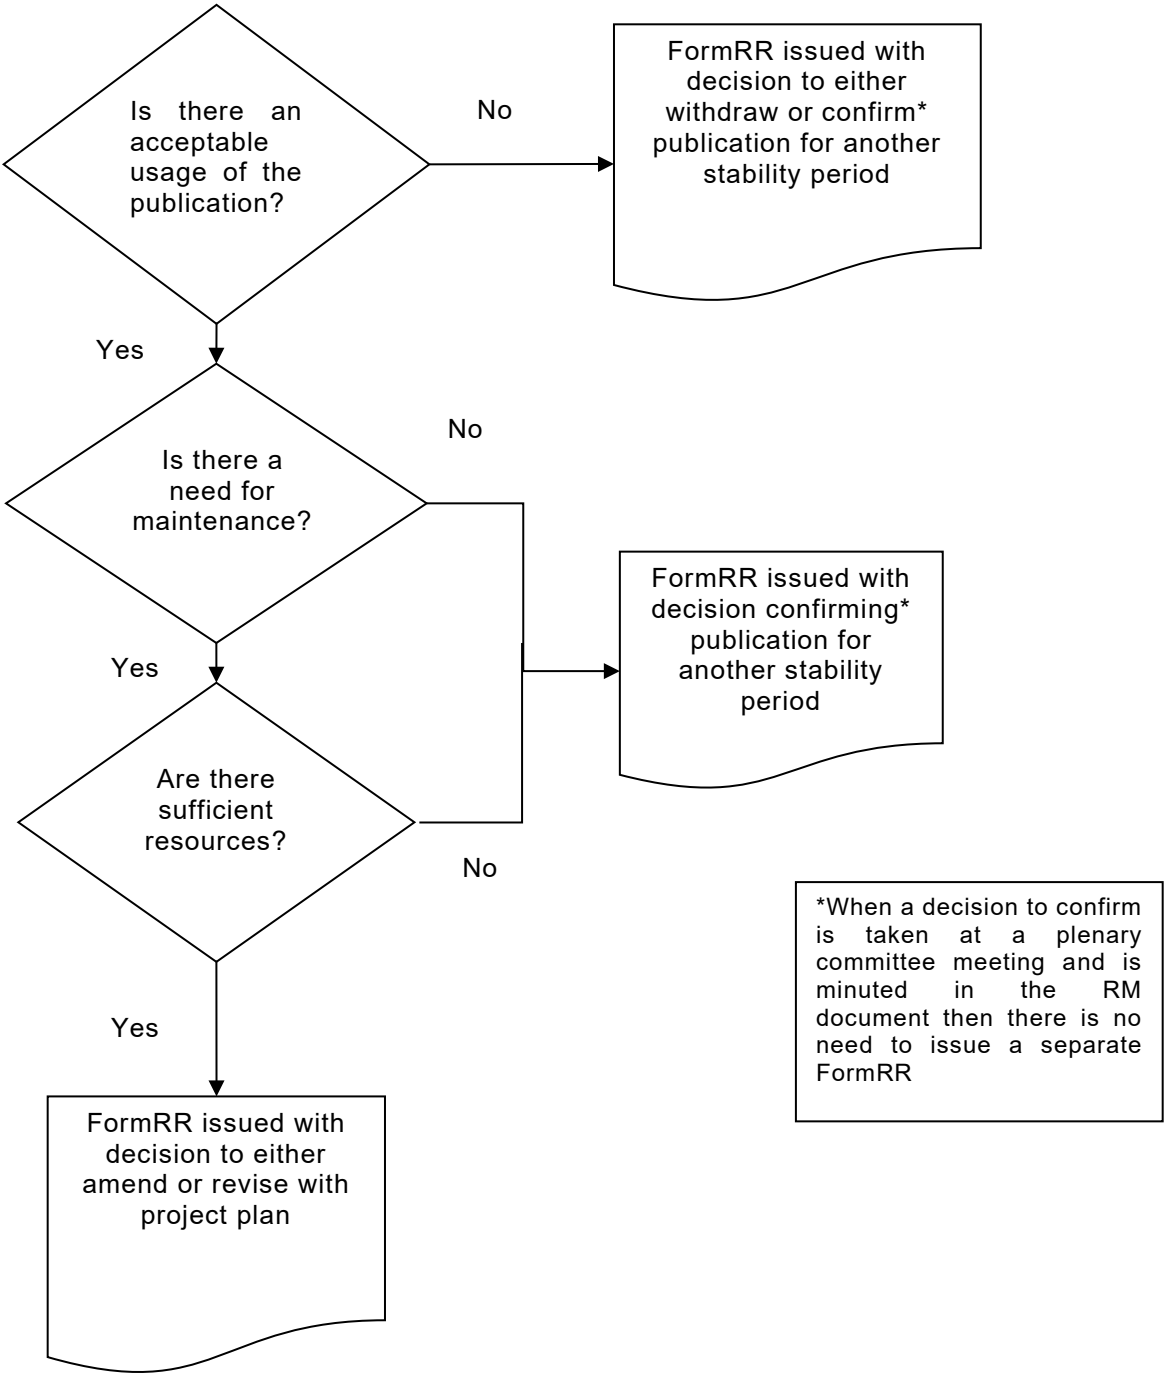 Is there an
acceptable
usage of the
publication?
No
FormRR issued with
decision to either
withdraw or confirm*
publication for another
stability period
Yes
Is there a
need for
maintenance?
No
FormRR issued with
decision confirming*
publication for
another stability
period
Yes
Are there
sufficient
resources?
No
*When a decision to confirm
is taken at a plenary
committee meeting and is
minuted in the RM
document then there is no
need to issue a separate
FormRR
Yes
FormRR issued with
decision to either
amend or revise with
project plan